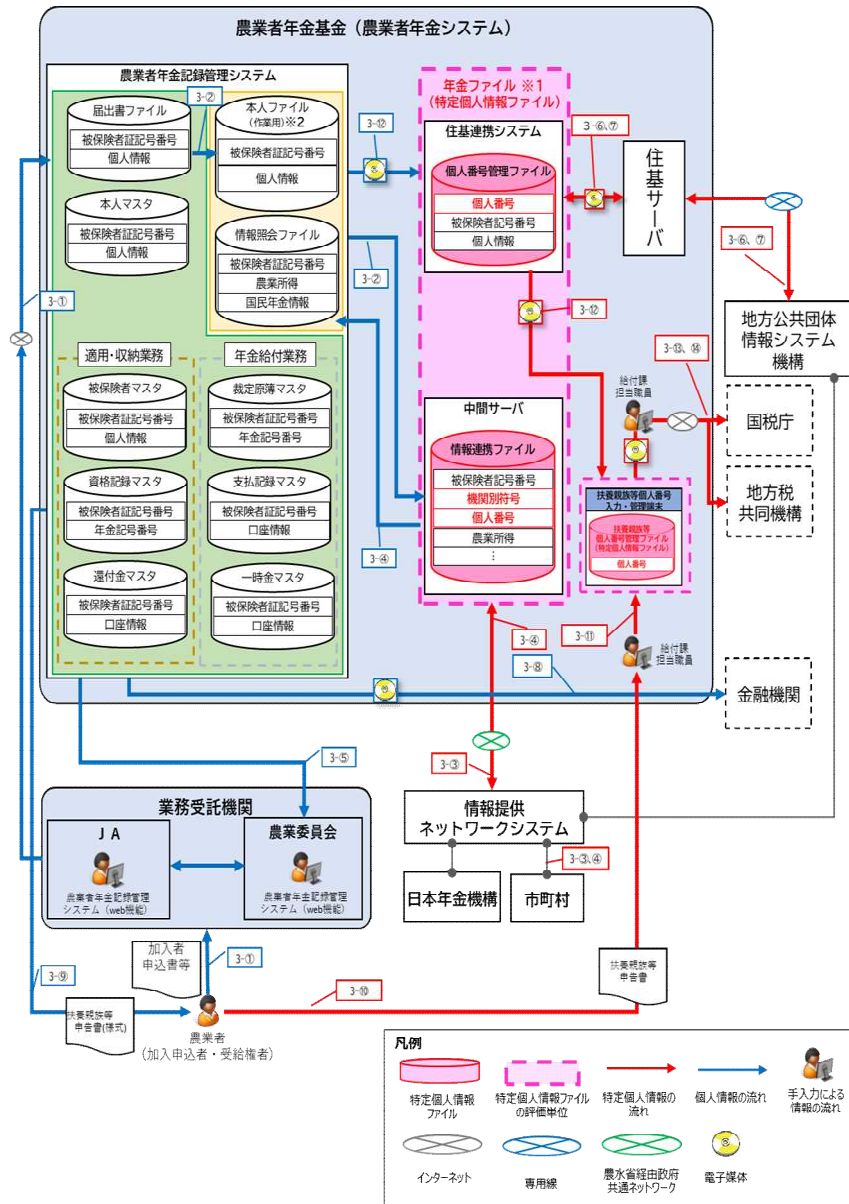 農業者年金基金（農業者年金システム）
農業者年金記録管理システム
届出書ファイル
被保険者証記号番号
個人情報
3-②
本人ファイル
（作業用）※2
被保険者証記号番号
個人情報
本人マスタ
被保険者証記号番号
個人情報
情報照会ファイル
被保険者証記号番号
農業所得
国民年金情報
3-①
適用・収納業務
被保険者マスタ
被保険者証記号番号
個人情報
資格記録マスタ
被保険者証記号番号
年金記号番号
還付金マスタ
被保険者証記号番号
口座情報
年金給付業務
裁定原簿マスタ
被保険者証記号番号
年金記号番号
支払記録マスタ
被保険者証記号番号
口座情報
一時金マスタ
被保険者証記号番号
口座情報
3-⑫
3-②
3-④
年金ファイル ※1
（特定個人情報ファイル）
住基連携システム
個人番号管理ファイル
個人番号
被保険者記号番号
個人情報
3-⑥、⑦
住基サーバ
3-⑥、⑦
地方公共団体
情報システム
機構
3-⑫
中間サーバ
情報連携ファイル
被保険者記号番号
機関別符号
個人番号
農業所得
⋮
給付課
担当職員
3-⑬、⑭
国税庁
地方税
共同機構
扶養親族等個人番号
入力・管理端末
扶養親族等
個人番号管理ファイル
（特定個人情報ファイル）
個人番号
3-⑪
給付課
担当職員
3-④
3-⑧
金融機関
3-⑤
3-③
業務受託機関
ＪＡ
農業者年金記録管理
システム（web機能）
農業委員会
農業者年金記録管理
システム（web機能）
情報提供
ネットワークシステム
3-③、④
日本年金機構
市町村
加入者
申込書等
3-①
3-⑨
扶養親族等
申告書(様式)
農業者
（加入申込者・受給権者）
3-⑩
扶養親族等
申告書
凡例
特定個人情報
ファイル
特定個人情報ファイル
の評価単位
特定個人情報の
流れ
個人情報の流れ
手入力による
情報の流れ
インターネット
専用線
農水省経由政府
共通ネットワーク
電子媒体